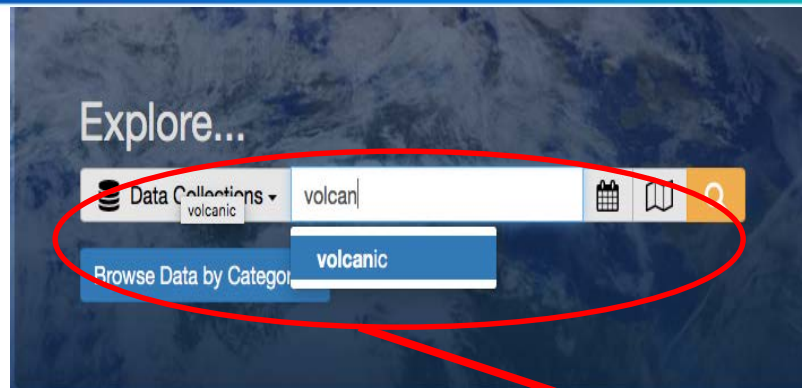 Explore...
Data Collections volcan
volcanic
volcanic
Browse Data by Categor